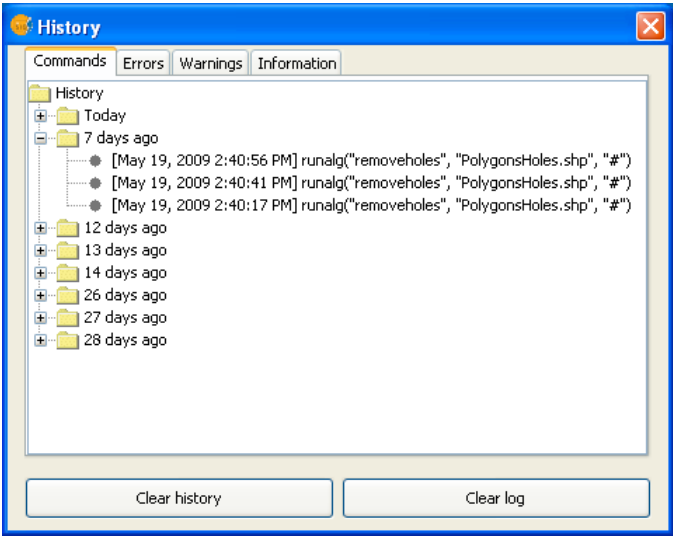 History
Commands Errors Warnings Information
History
Today
7 days ago
[May 19, 2009 2:40:56 PM] runalg("removeholes", "PolygonsHoles.shp", "#")
[May 19, 2009 2:40:41 PM] runalg("removeholes", "PolygonsHoles.shp", "#")
[May 19, 2009 2:40:17 PM] runalg("removeholes", "PolygonsHoles.shp", "#")
12 days ago
13 days ago
14 days ago
26 days ago
27 days ago
28 days ago
Clear history Clear log